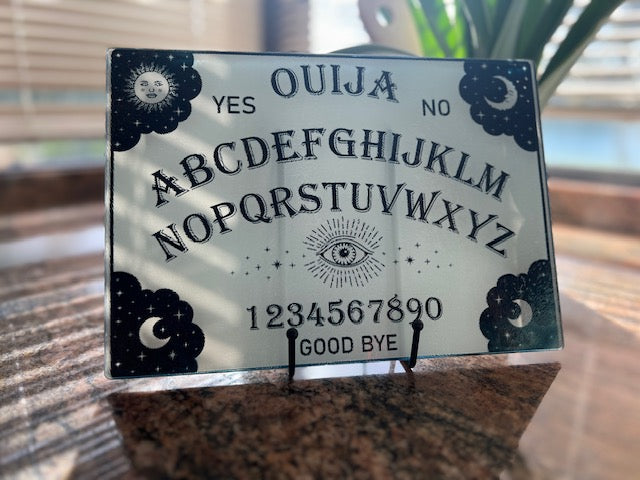 OUIJA
YES NO
ABCDEFGHIJKLM
NOPQRSTUVWXYZ
1234567890
GOOD BYE